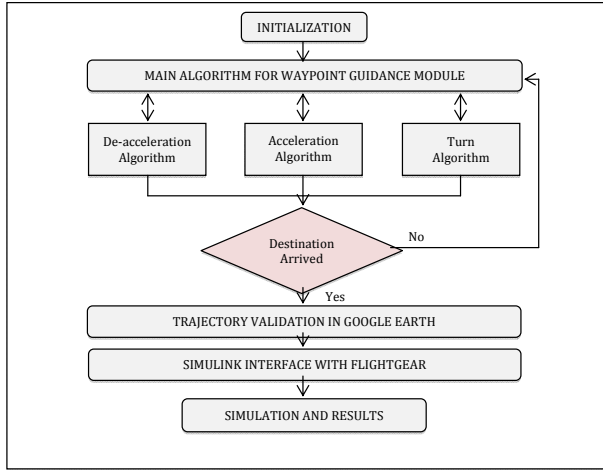 INITIALIZATION
MAIN ALGORITHM FOR WAYPOINT GUIDANCE MODULE
De-acceleration
Algorithm
Acceleration
Algorithm
Turn
Algorithm
Destination
Arrived
No
Yes
TRAJECTORY VALIDATION IN GOOGLE EARTH
SIMULINK INTERFACE WITH FLIGHTGEAR
SIMULATION AND RESULTS